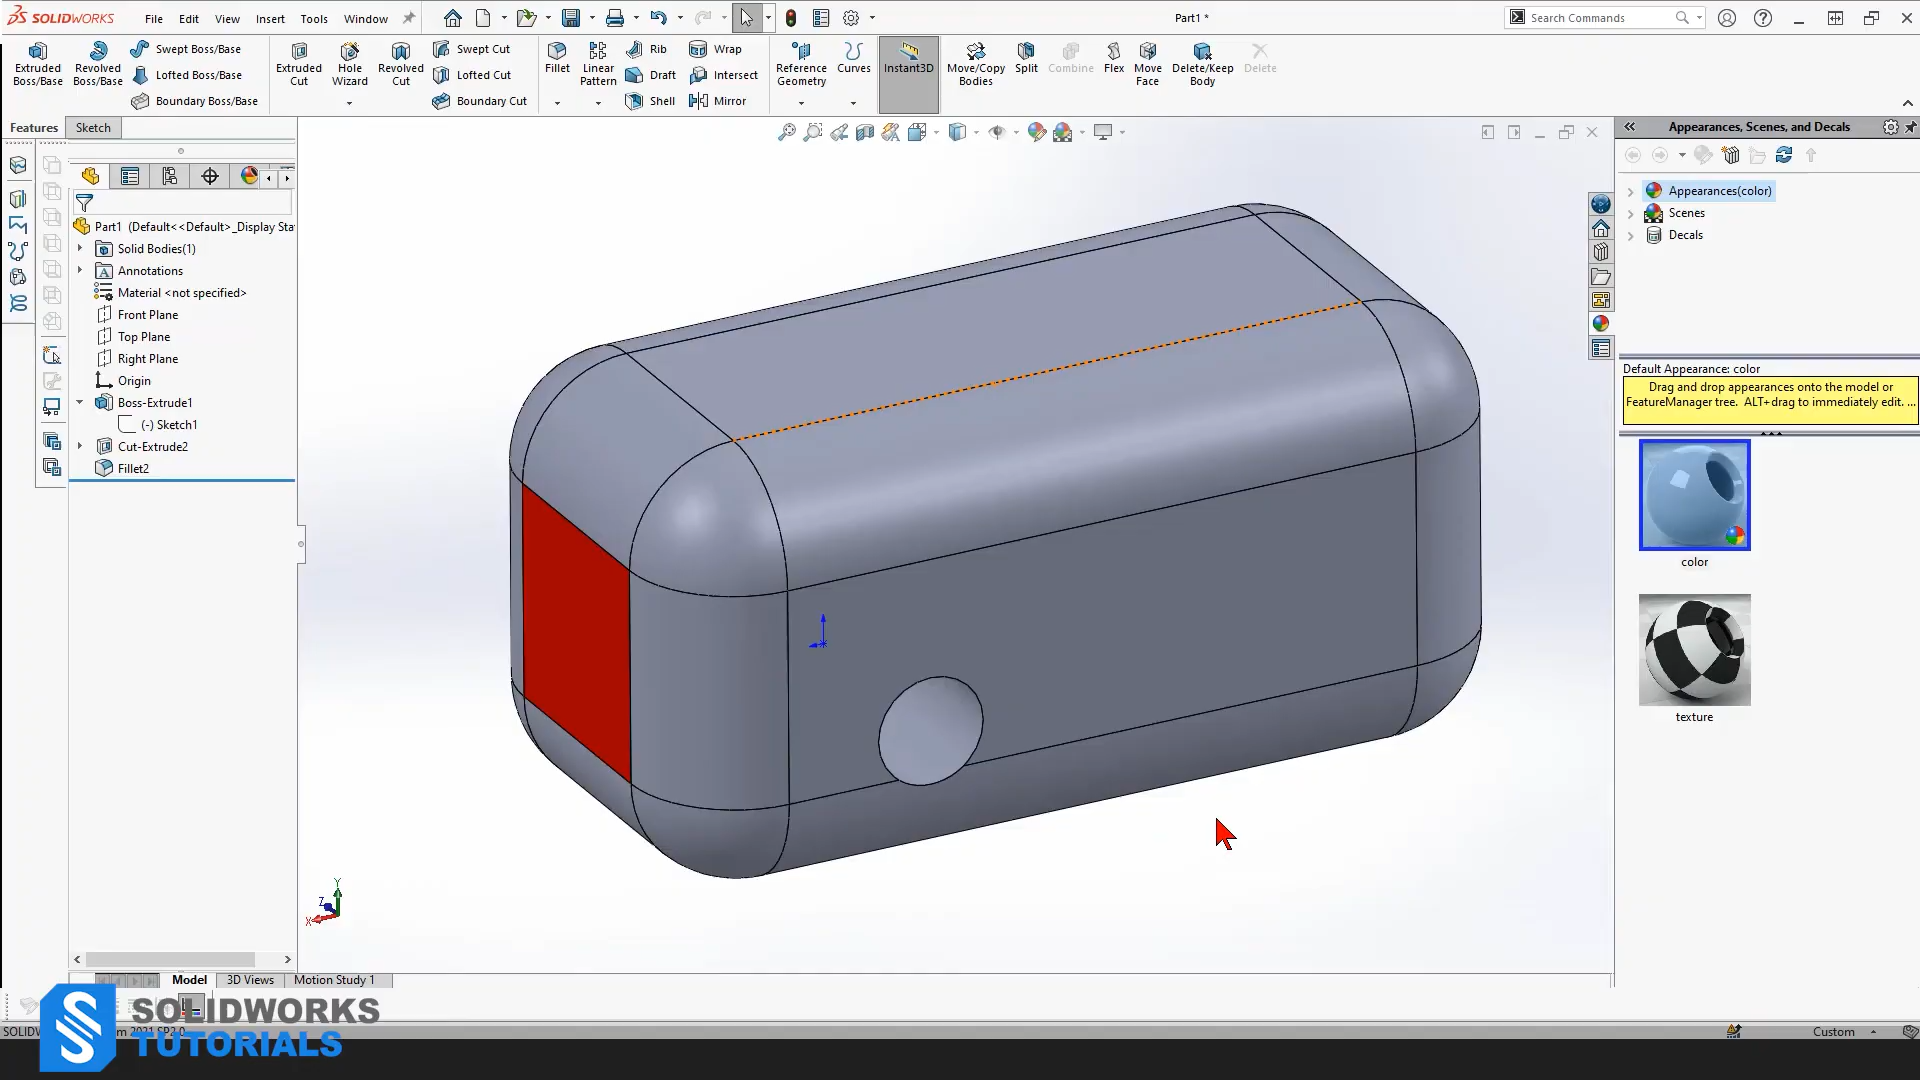 SOLIDWORKS File Edit View Insert Tools Window Part1 * Search Commands
Extruded Boss/Base
Revolved Boss/Base
Swept Boss/Base
Lofted Boss/Base
Boundary Boss/Base
Extruded Cut
Hole Wizard
Revolved Cut
Swept Cut
Lofted Cut
Boundary Cut
Fillet
Linear Pattern
Rib
Draft
Shell
Wrap
Intersect
Mirror
Reference Geometry
Curves
Instant3D
Move/Copy Bodies
Split
Combine
Flex
Move Face
Delete/Keep Body
Delete
Features Sketch
Part1 (Default<<Default>_Display Sta
Solid Bodies(1)
Annotations
Material <not specified>
Front Plane
Top Plane
Right Plane
Origin
Boss-Extrude1
(-) Sketch1
Cut-Extrude2
Fillet2
Y
Z
X
Appearances, Scenes, and Decals
Appearances(color)
Scenes
Decals
Default Appearance: color
Drag and drop appearances onto the model or
FeatureManager tree. ALT+drag to immediately edit. ...
color
texture
Model 3D Views Motion Study 1
SOLIDWORKS
TUTORIALS
Custom